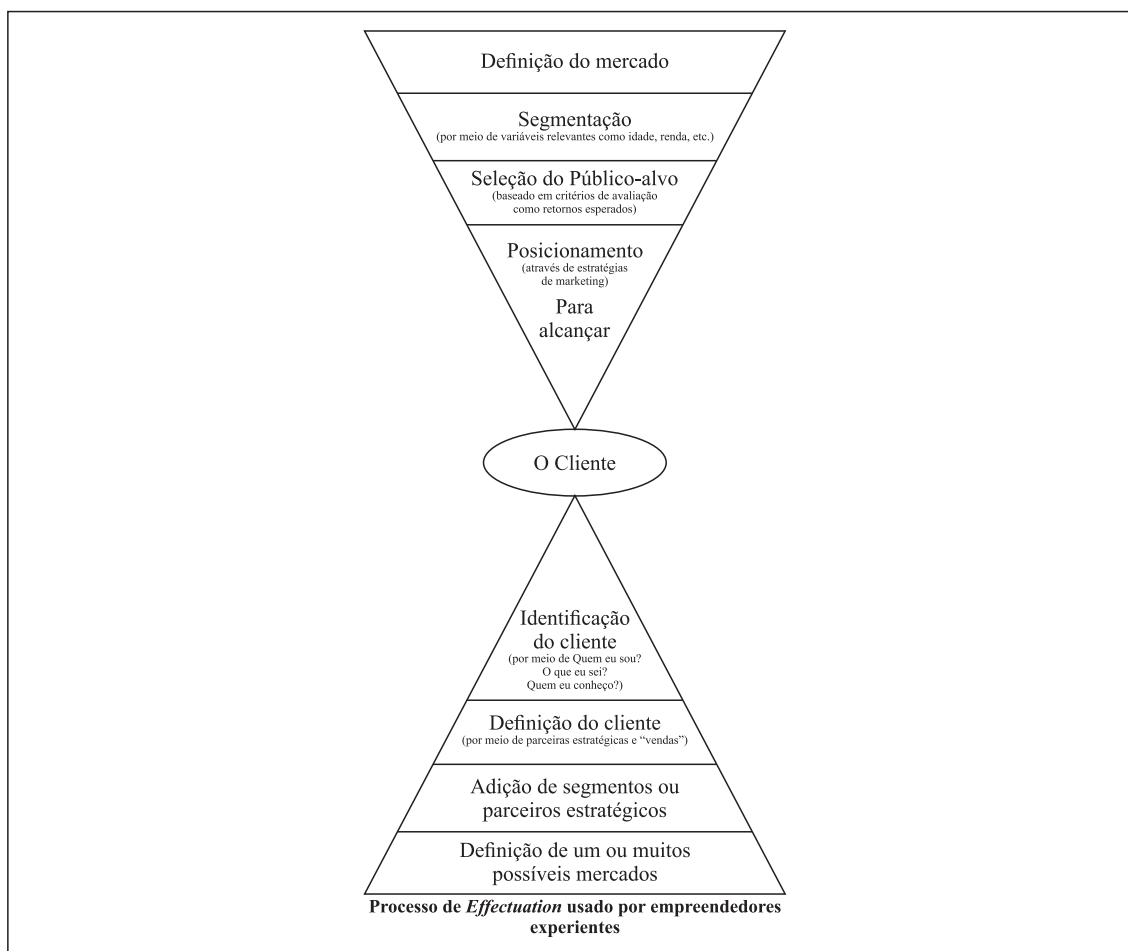 Definição do mercado
Segmentação
(por meio de variáveis relevantes como idade, renda, etc.)
Seleção do Público-alvo
(baseado em critérios de avaliação
como retornos esperados)
Posicionamento
(através de estratégias
de marketing)
Para
alcançar
O Cliente
Identificação
do cliente
(por meio de Quem eu sou?
O que eu sei?
Quem eu conheço?)
Definição do cliente
(por meio de parceiras estratégicas e “vendas”)
Adição de segmentos ou
parceiros estratégicos
Definição de um ou muitos
possíveis mercados
Processo de Effectuation usado por empreendedores
experientes